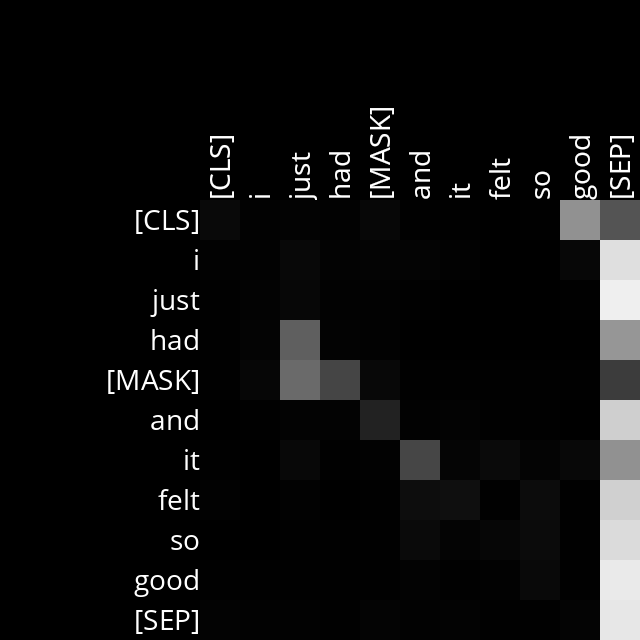 [CLS] i just had [MASK] and it felt so good [SEP]
[CLS]
i
just
had
[MASK]
and
it
felt
so
good
[SEP]